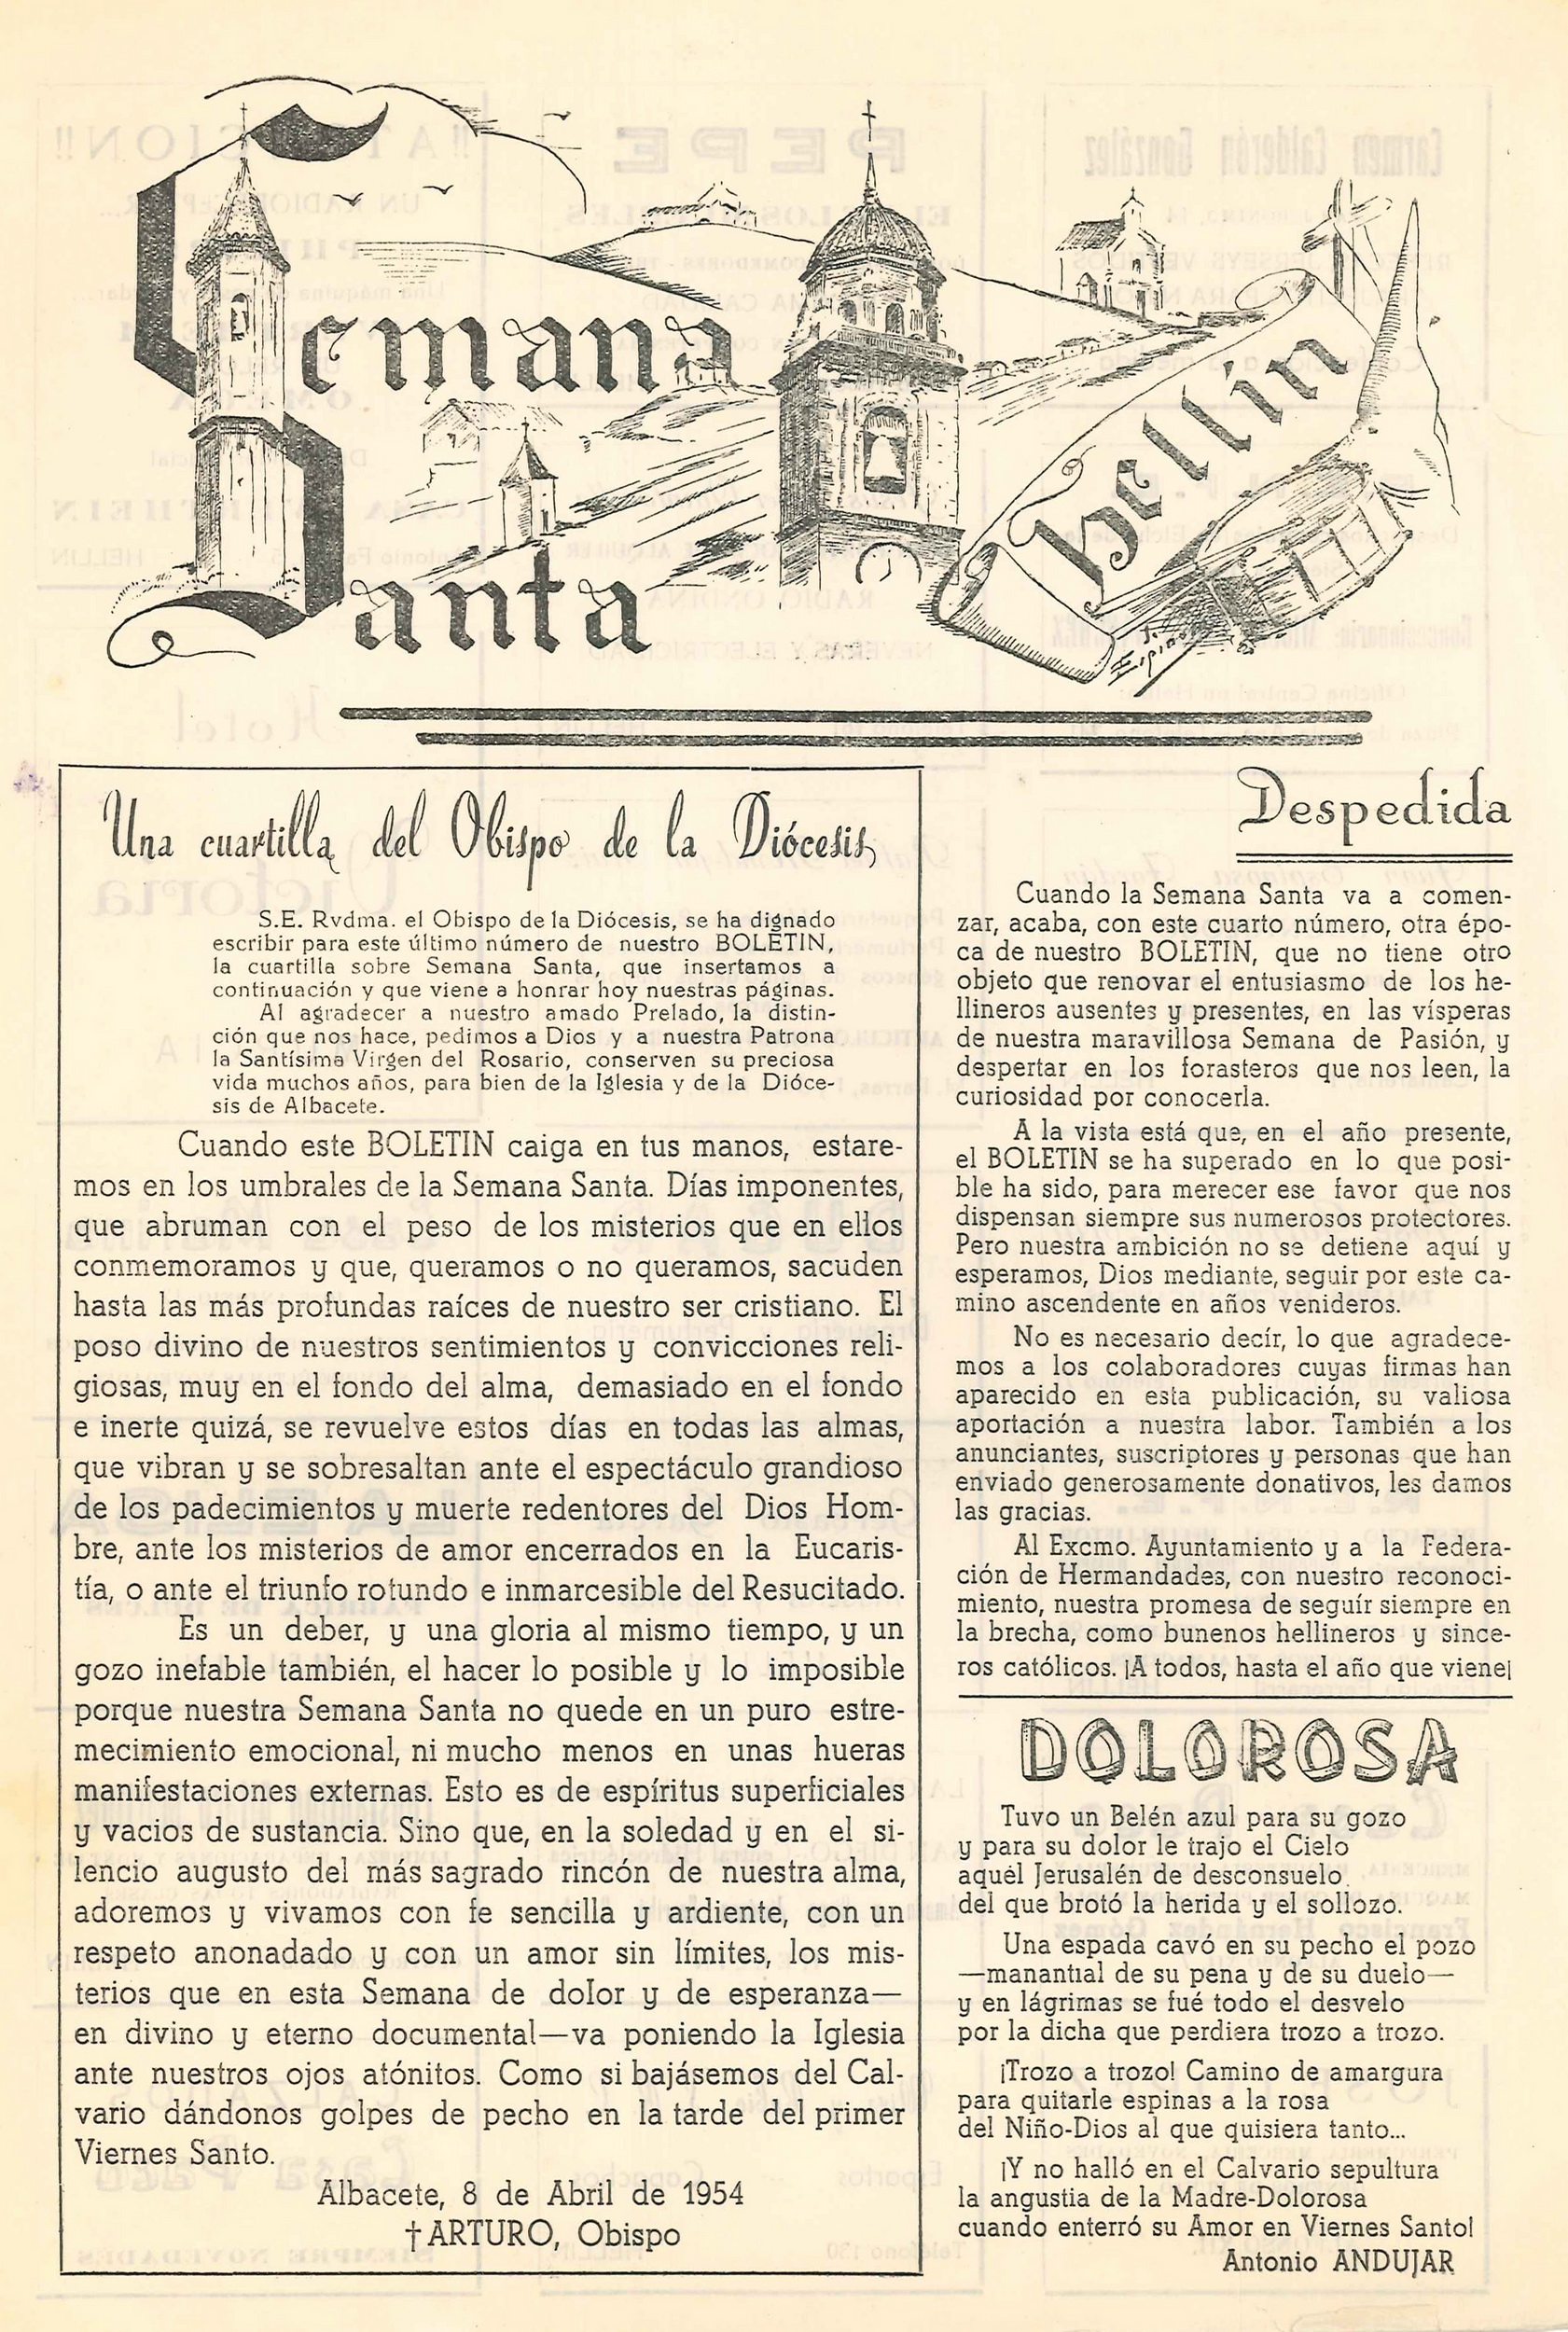 Semana
Santa
hellín
Una cuartilla del Obispo de la Diócesis
S.E. Rvdma. el Obispo de la Diócesis, se ha dignado
escribir para este último número de nuestro BOLETIN,
la cuartilla sobre Semana Santa, que insertamos a
continuación y que viene a honrar hoy nuestras páginas.
Al agradecer a nuestro amado Prelado, la distin-
ción que nos hace, pedimos a Dios y a nuestra Patrona
la Santísima Virgen del Rosario, conserven su preciosa
vida muchos años, para bien de la Iglesia y de la Dióce-
sis de Albacete.
Cuando este BOLETIN caiga en tus manos, estare-
mos en los umbrales de la Semana Santa. Días imponentes,
que abruman con el peso de los misterios que en ellos
conmemoramos y que, queramos o no queramos, sacuden
hasta las más profundas raíces de nuestro ser cristiano. El
poso divino de nuestros sentimientos y convicciones reli-
giosas, muy en el fondo del alma, demasiado en el fondo
e inerte quizá, se revuelve estos días en todas las almas,
que vibran y se sobresaltan ante el espectáculo grandioso
de los padecimientos y muerte redentores del Dios Hom-
bre, ante los misterios de amor encerrados en la Eucaris-
tía, o ante el triunfo rotundo e inmarcesible del Resucitado.
Es un deber, y una gloria al mismo tiempo, y un
gozo inefable también, el hacer lo posible y lo imposible
porque nuestra Semana Santa no quede en un puro estre-
mecimiento emocional, ni mucho menos en unas hueras
manifestaciones externas. Esto es de espíritus superficiales
y vacios de sustancia. Sino que, en la soledad y en el si-
lencio augusto del más sagrado rincón de nuestra alma,
adoremos y vivamos con fe sencilla y ardiente, con un
respeto anonadado y con un amor sin límites, los mis-
terios que en esta Semana de dolor y de esperanza—
en divino y eterno documental—va poniendo la Iglesia
ante nuestros ojos atónitos. Como si bajásemos del Cal-
vario dándonos golpes de pecho en la tarde del primer
Viernes Santo.
Albacete, 8 de Abril de 1954
†ARTURO, Obispo
Despedida
Cuando la Semana Santa va a comen-
zar, acaba, con este cuarto número, otra épo-
ca de nuestro BOLETIN, que no tiene otro
objeto que renovar el entusiasmo de los he-
llineros ausentes y presentes, en las vísperas
de nuestra maravillosa Semana de Pasión, y
despertar en los forasteros que nos leen, la
curiosidad por conocerla.
A la vista está que, en el año presente,
el BOLETIN se ha superado en lo que posi-
ble ha sido, para merecer ese favor que nos
dispensan siempre sus numerosos protectores.
Pero nuestra ambición no se detiene aquí y
esperamos, Dios mediante, seguir por este ca-
mino ascendente en años venideros.
No es necesario decír, lo que agradece-
mos a los colaboradores cuyas firmas han
aparecido en esta publicación, su valiosa
aportación a nuestra labor. También a los
anunciantes, suscriptores y personas que han
enviado generosamente donativos, les damos
las gracias.
Al Excmo. Ayuntamiento y a la Federa-
ción de Hermandades, con nuestro reconoci-
miento, nuestra promesa de seguír siempre en
la brecha, como bunenos hellineros y since-
ros católicos. ¡A todos, hasta el año que viene¡
DOLOROSA
Tuvo un Belén azul para su gozo
y para su dolor le trajo el Cielo
aquel Jerusalén de desconsuelo
del que brotó la herida y el sollozo.
Una espada cavó en su pecho el pozo
—manantial de su pena y de su duelo—
y en lágrimas se fué todo el desvelo
por la dicha que perdiera trozo a trozo.
¡Trozo a trozo! Camino de amargura
para quitarle espinas a la rosa
del Niño-Dios al que quisiera tanto...
¡Y no halló en el Calvario sepultura
la angustia de la Madre-Dolorosa
cuando enterró su Amor en Viernes Santo!
Antonio ANDUJAR